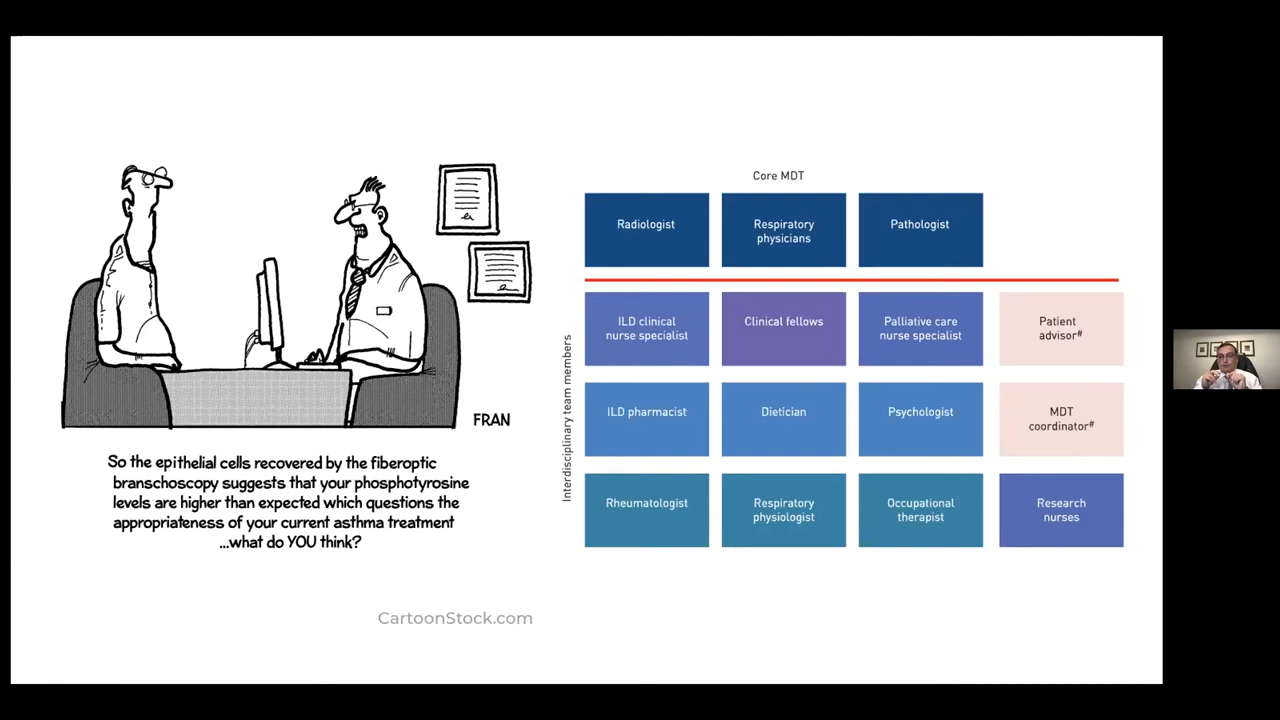 FRAN
So the epithelial cells recovered by the fiberoptic
branschoscopy suggests that your phosphotyrosine
levels are higher than expected which questions the
appropriateness of your current asthma treatment
...what do YOU think?
CartoonStock.com
Core MDT
Radiologist
Respiratory
physicians
Pathologist
Interdisciplinary team members
ILD clinical
nurse specialist
Clinical fellows
Palliative care
nurse specialist
Patient
advisor#
ILD pharmacist
Dietician
Psychologist
MDT
coordinator#
Rheumatologist
Respiratory
physiologist
Occupational
therapist
Research
nurses